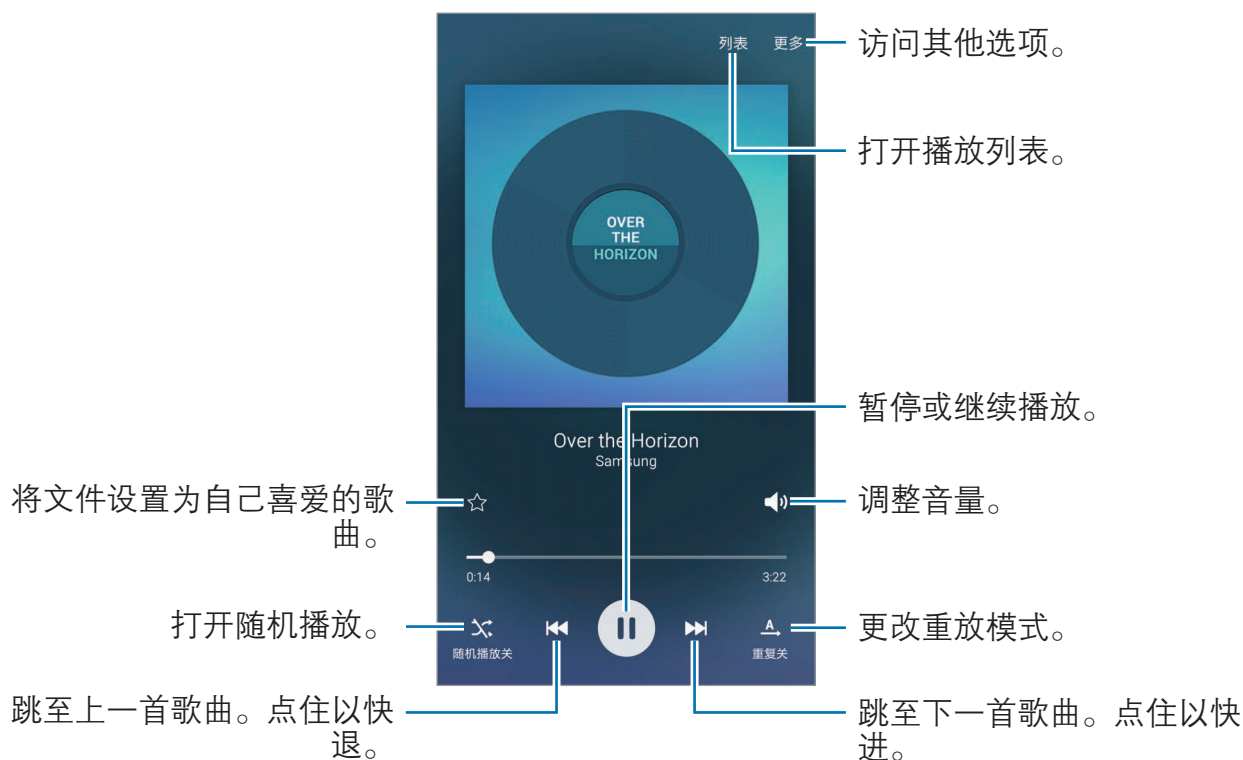 列表 更多
访问其他选项。
打开播放列表。
OVER
THE
HORIZON
暂停或继续播放。
Over the Horizon
Samsung
将文件设置为自己喜爱的歌
曲。
调整音量。
0:14 3:22
打开随机播放。
随机播放关
A
重复关
更改重放模式。
跳至上一首歌曲。点住以快
退。
跳至下一首歌曲。点住以快
进。